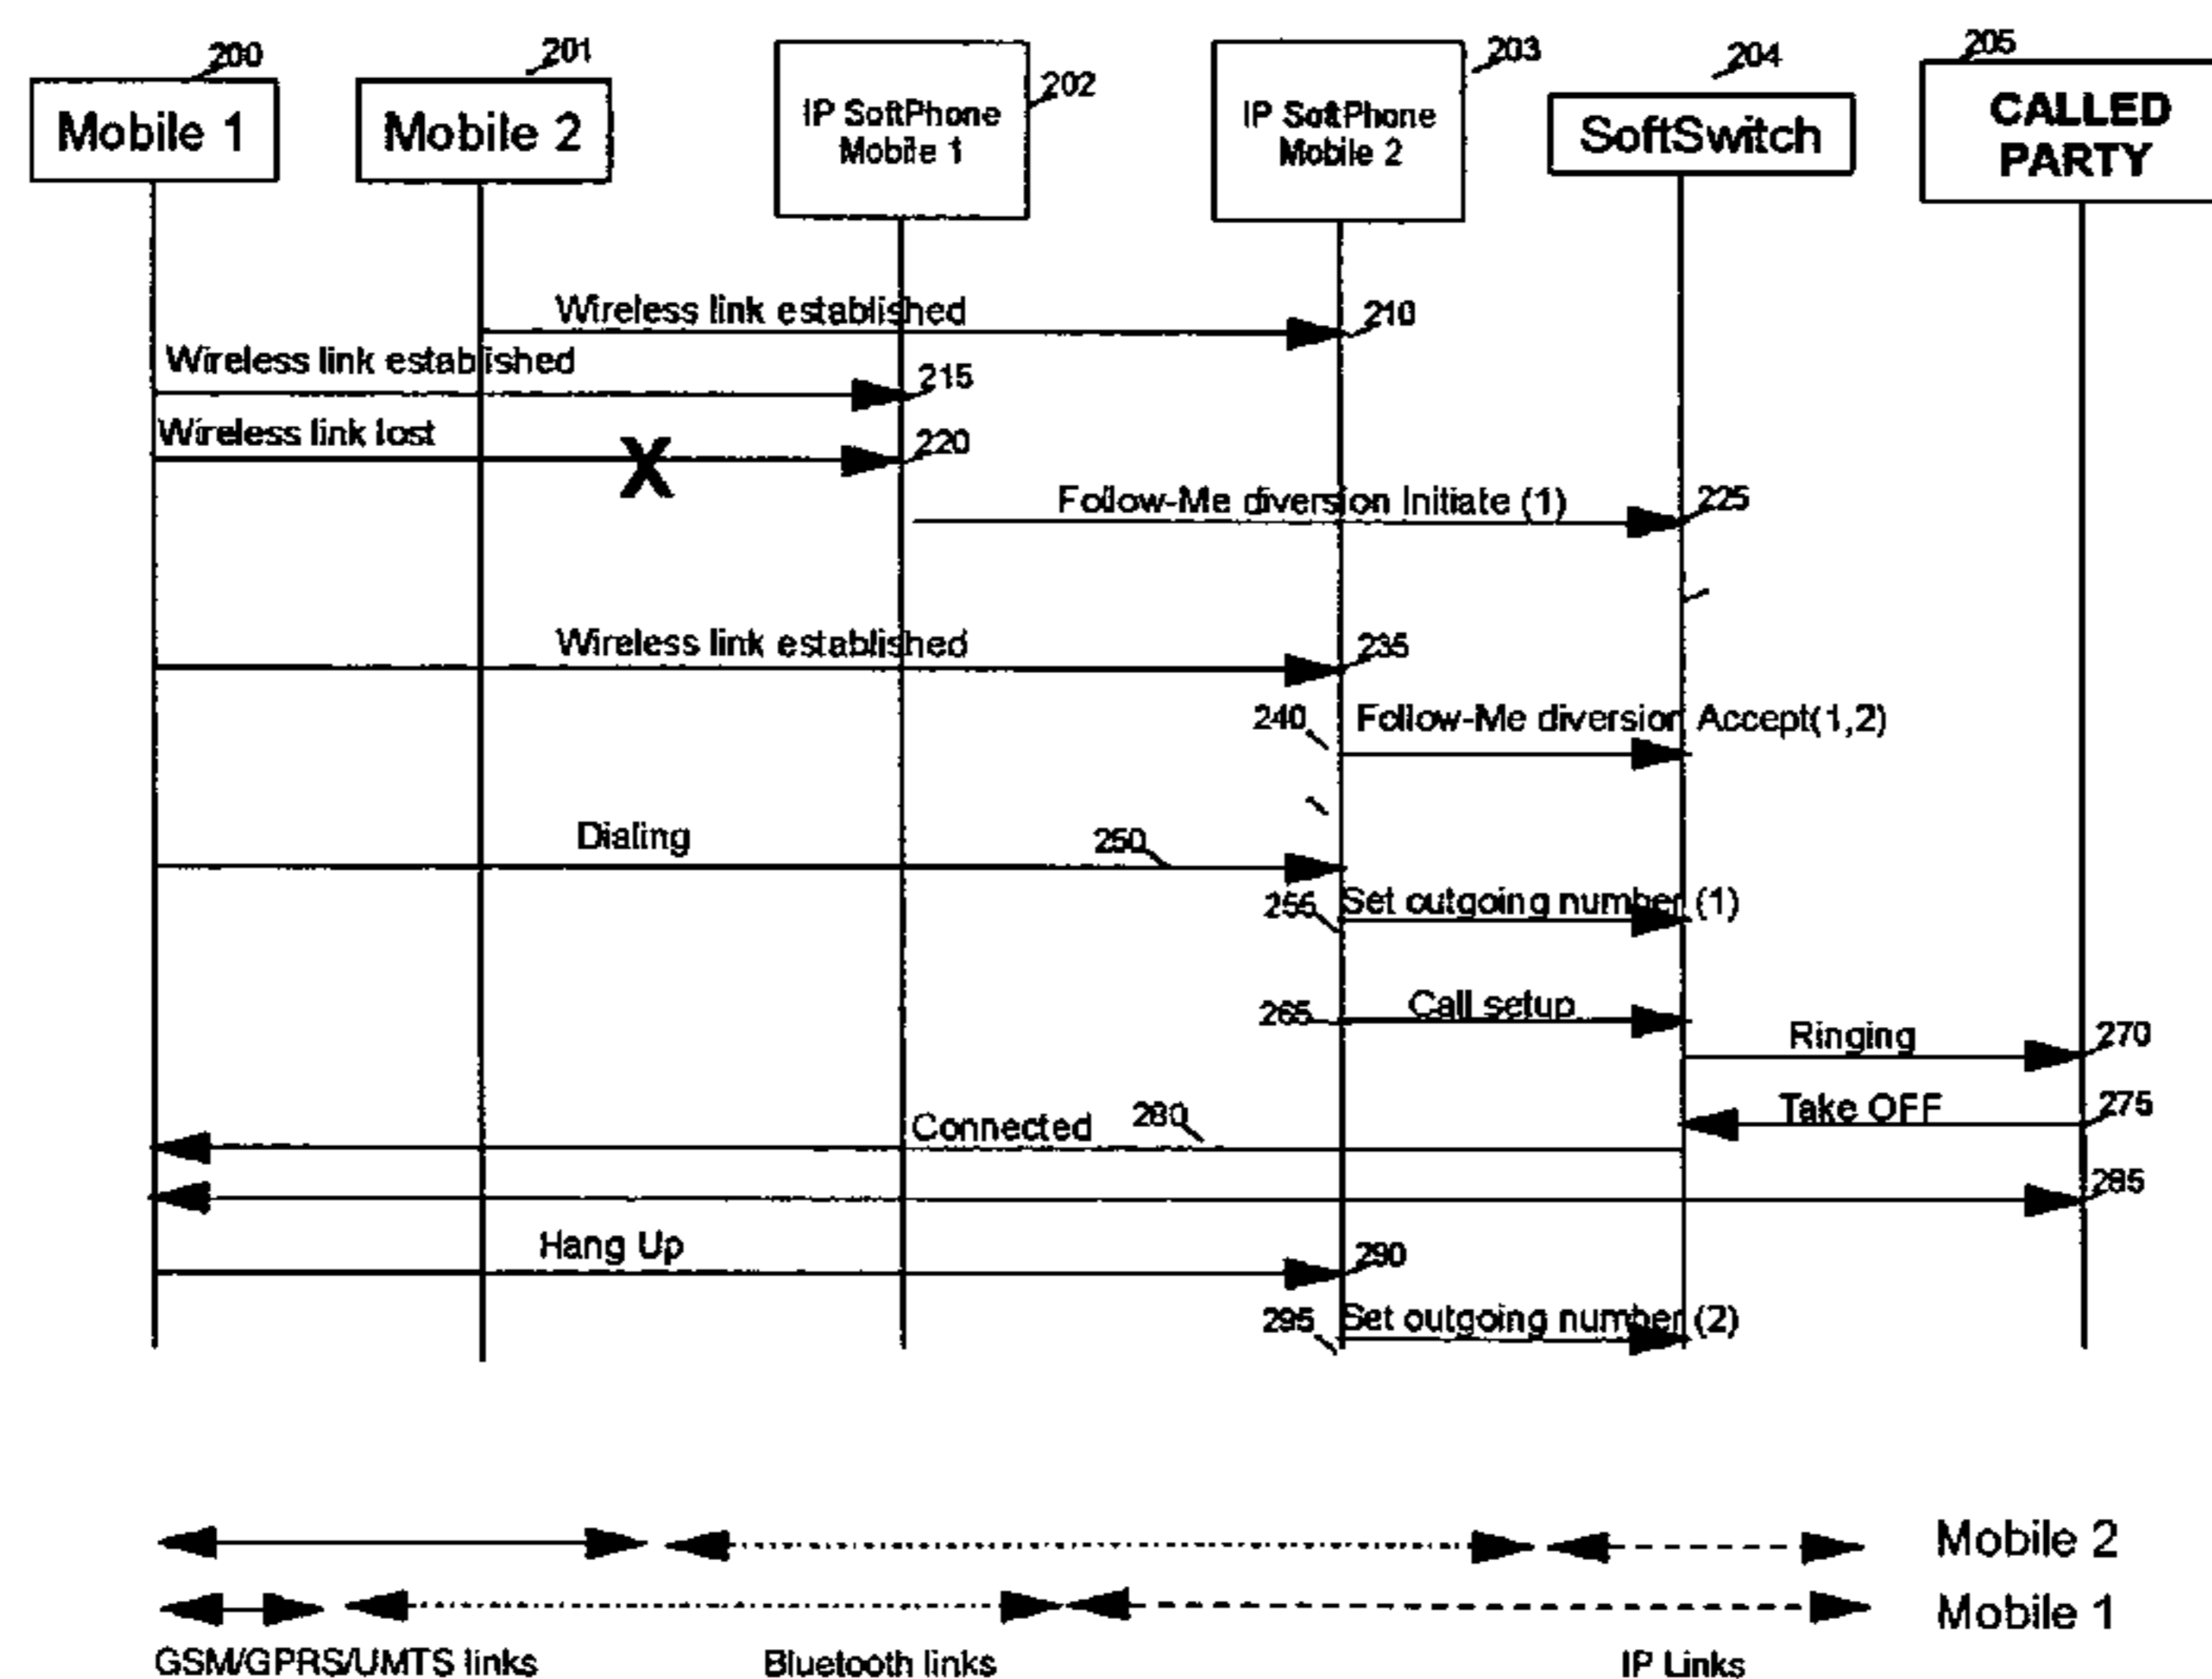 200
201
202
203
204
205
Mobile 1
Mobile 2
IP SoftPhone
Mobile 1
IP SoftPhone
Mobile 2
SoftSwitch
CALLED
PARTY
Wireless link established
210
Wireless link established
215
Wireless link lost
220
X
Follow-Me diversion Initiate (1)
225
Wireless link established
235
240
Follow-Me diversion Accept(1,2)
Dialing
250
255
Set outgoing number (1)
265
Call setup
Ringing
270
Take OFF
275
Connected
280
285
Hang Up
290
295
Set outgoing number (2)
Mobile 2
Mobile 1
GSM/GPRS/UMTS links
Bluetooth links
IP Links